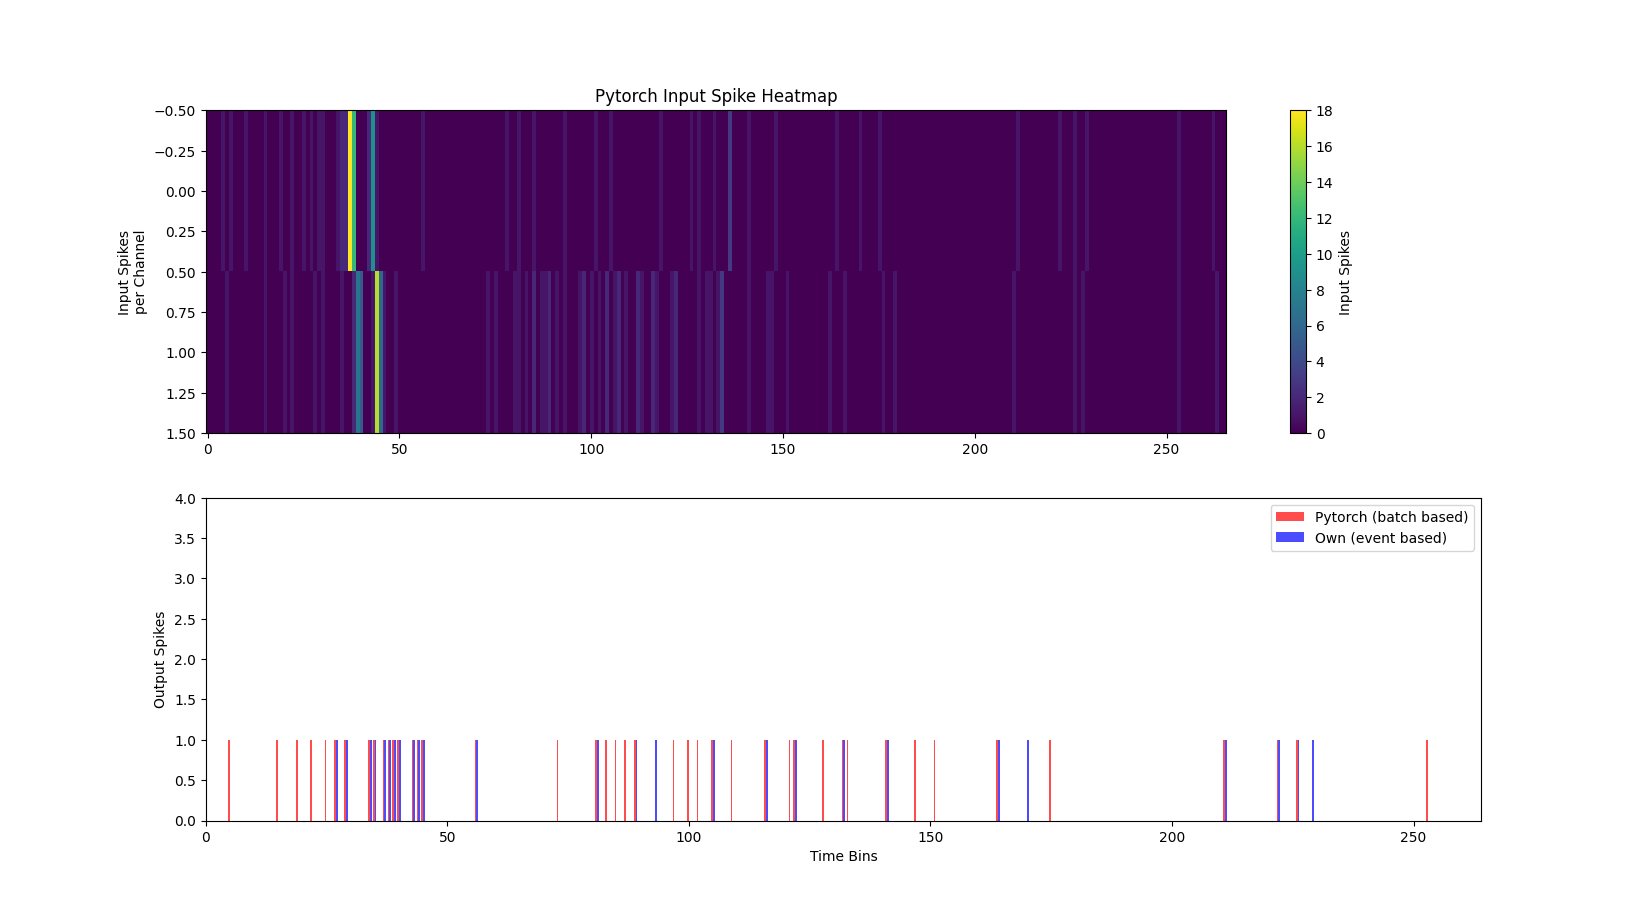 Pytorch Input Spike Heatmap
−0.50
−0.25
0.00
0.25
0.50
0.75
1.00
1.25
1.50
Input Spikes
per Channel
0 50 100 150 200 250
18
16
14
12
10
8
6
4
2
0
Input Spikes
4.0
3.5
3.0
2.5
2.0
1.5
1.0
0.5
0.0
Output Spikes
Pytorch (batch based)
Own (event based)
0 50 100 150 200 250
Time Bins